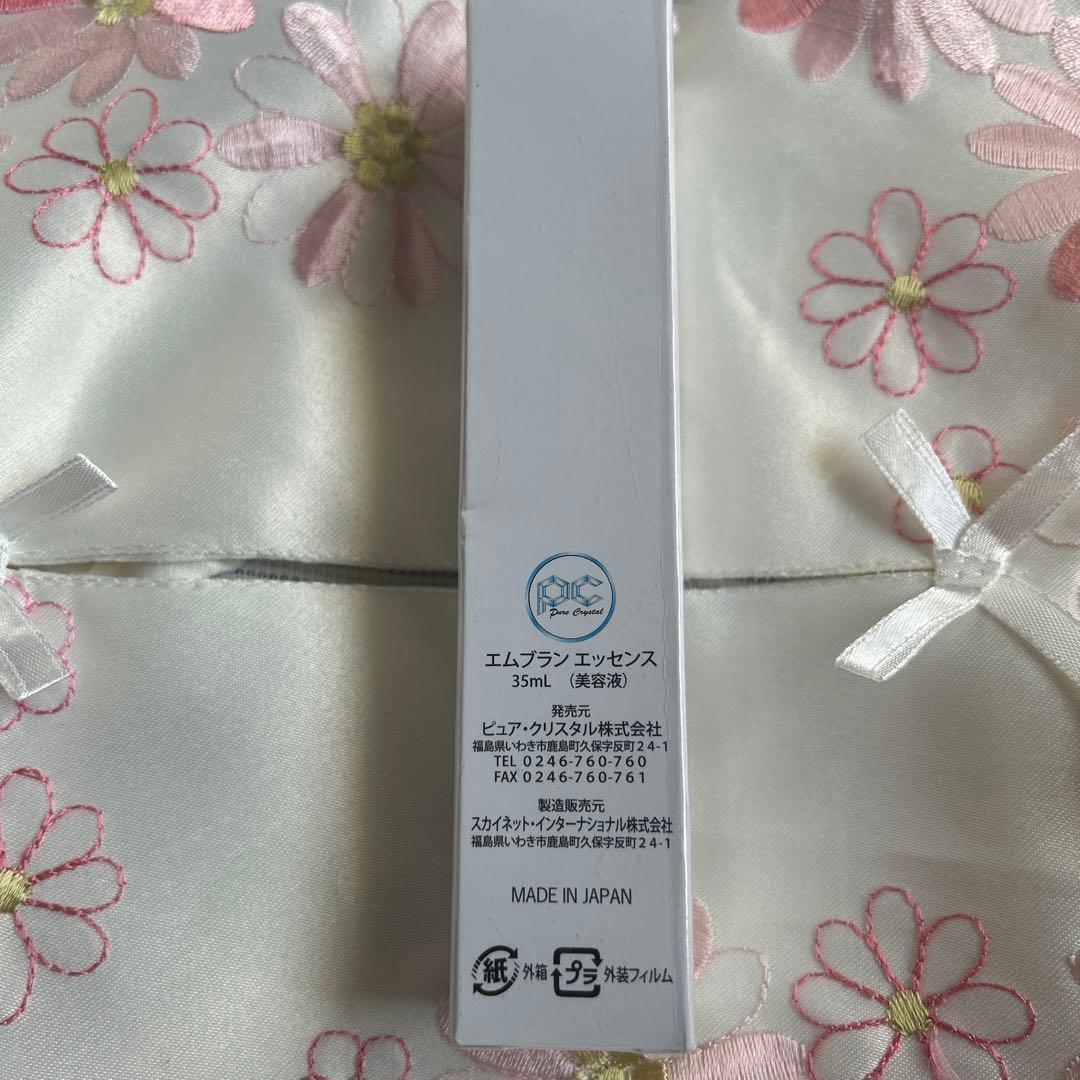 PC
Pure Crystal
エムブラン エッセンス
35mL （美容液）
発売元
ピュア・クリスタル株式会社
福島県いわき市鹿島町久保字反町２４-１
TEL ０２４６-７６０-７６０
FAX ０２４６-７６０-７６１
製造販売元
スカイネット・インターナショナル株式会社
福島県いわき市鹿島町久保字反町２４-１
MADE IN JAPAN
紙 外箱 プラ 外装フィルム